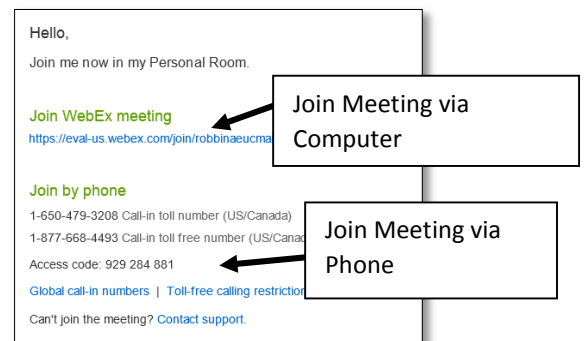 Hello,
Join me now in my Personal Room.
Join WebEx meeting
https://eval-us.webex.com/join/robbinaeucma
Join Meeting via
Computer
Join by phone
1-650-479-3208 Call-in toll number (US/Canada)
1-877-668-4493 Call-in toll free number (US/Canad
Join Meeting via
Phone
Access code: 929 284 881
Global call-in numbers | Toll-free calling restriction
Can't join the meeting? Contact support.